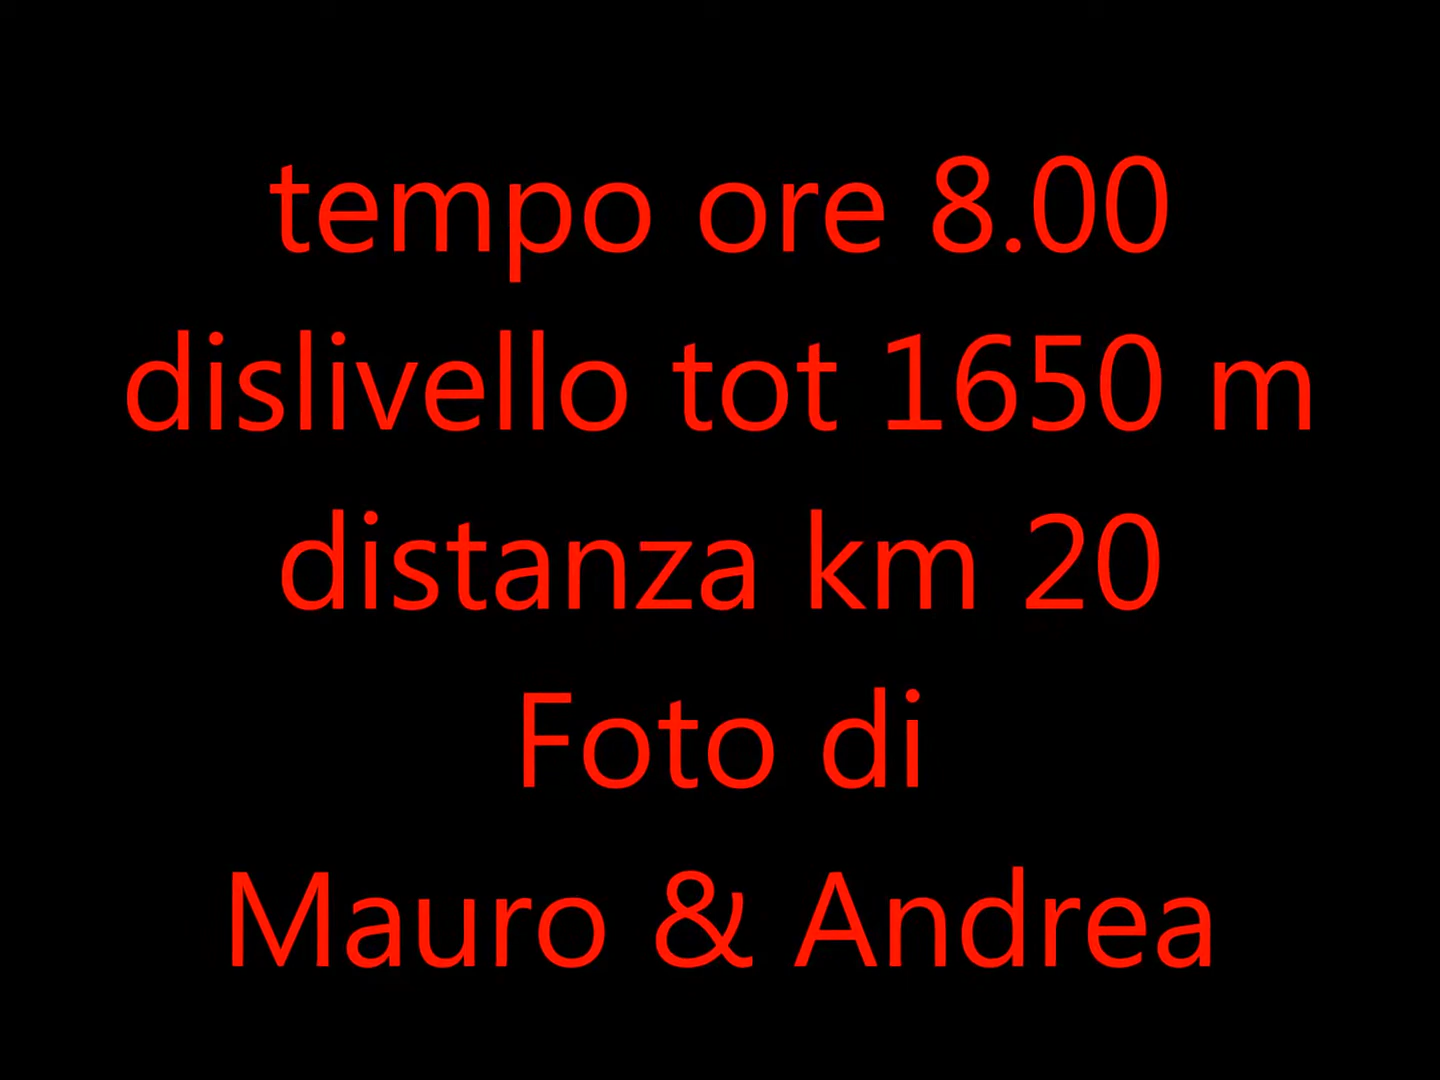 tempo ore 8.00
dislivello tot 1650 m
distanza km 20
Foto di
Mauro & Andrea